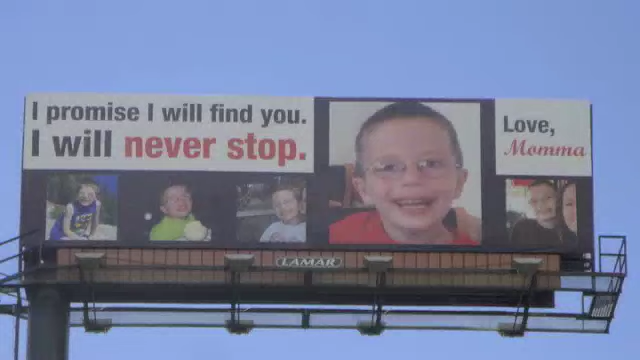 I promise I will find you.
I will never stop.
Love,
Momma
LAMAR